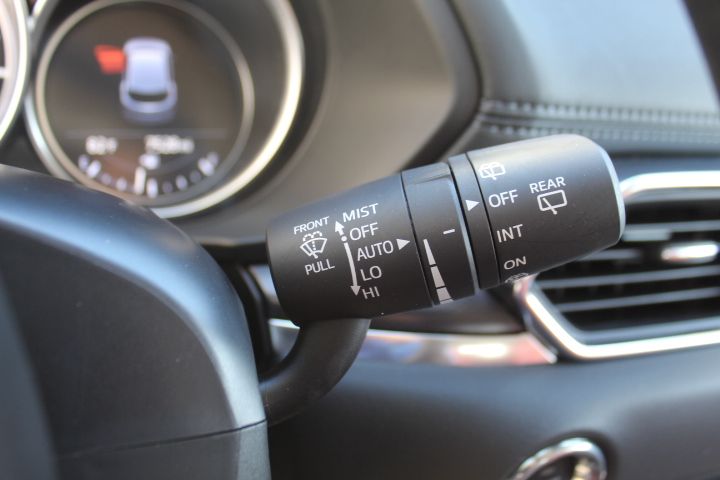 FRONT
PULL
MIST
OFF
AUTO
LO
HI
OFF
INT
ON
REAR